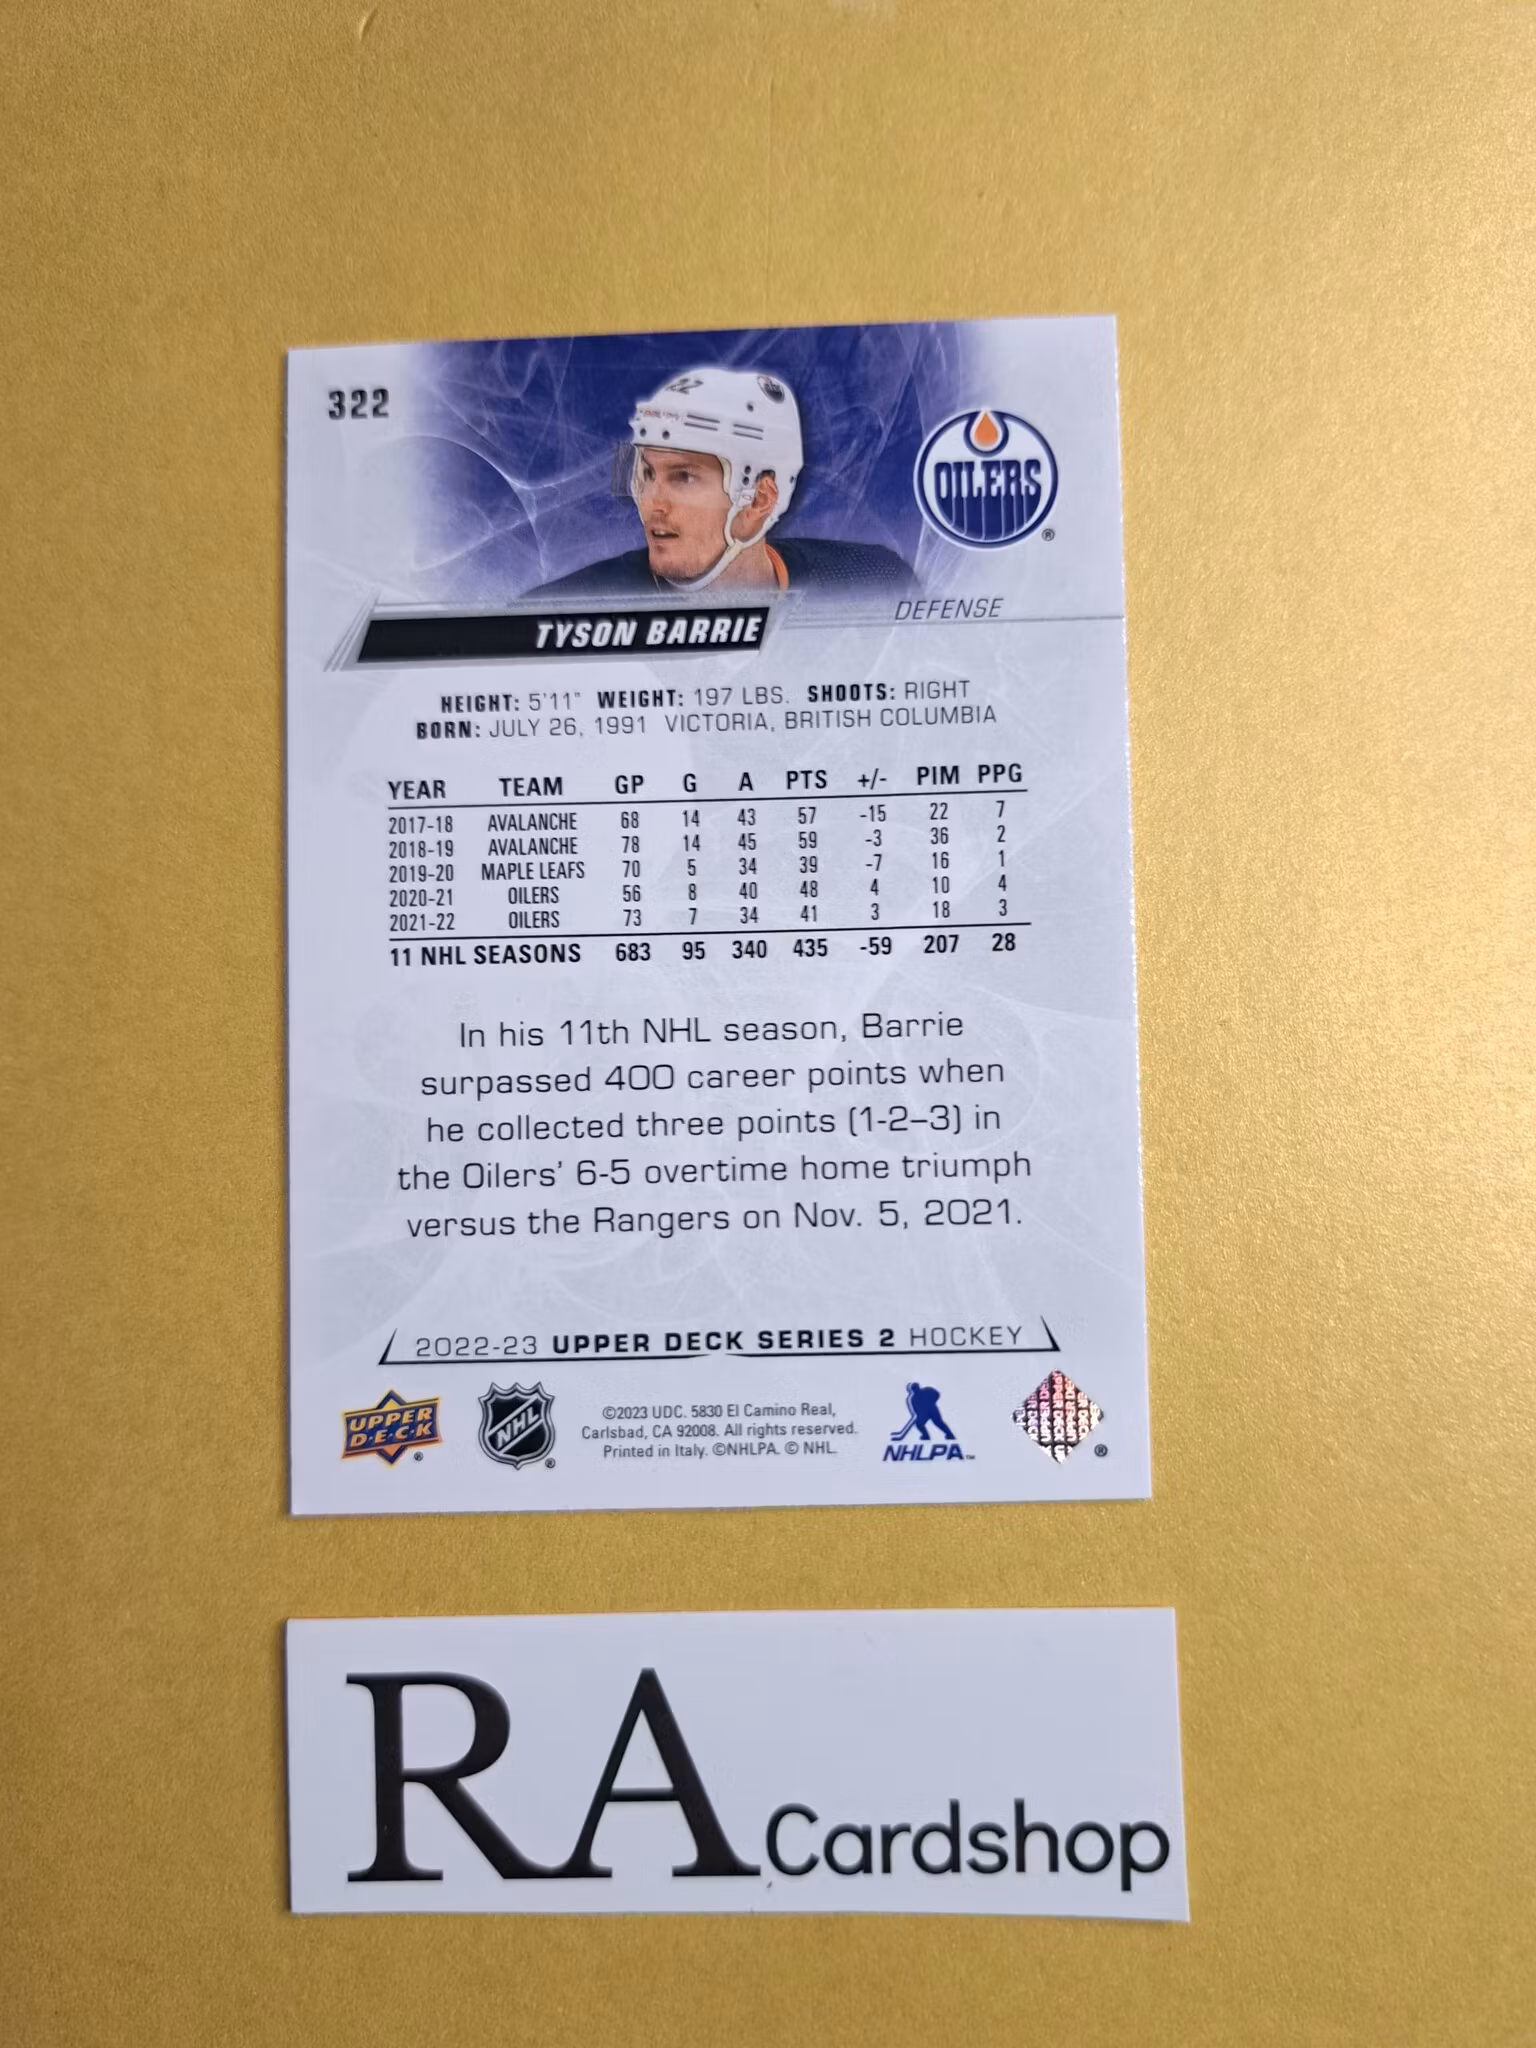 322
22
OILERS
®
DEFENSE
TYSON BARRIE
HEIGHT: 5'11" WEIGHT: 197 LBS. SHOOTS: RIGHT
BORN: JULY 26, 1991 VICTORIA, BRITISH COLUMBIA
YEAR TEAM GP G A PTS +/- PIM PPG
2017-18 AVALANCHE 68 14 43 57 -15 22 7
2018-19 AVALANCHE 78 14 45 59 -3 36 2
2019-20 MAPLE LEAFS 70 5 34 39 -7 16 1
2020-21 OILERS 56 8 40 48 4 10 4
2021-22 OILERS 73 7 34 41 3 18 3
11 NHL SEASONS 683 95 340 435 -59 207 28
In his 11th NHL season, Barrie
surpassed 400 career points when
he collected three points (1-2–3) in
the Oilers' 6-5 overtime home triumph
versus the Rangers on Nov. 5, 2021.
2022-23 UPPER DECK SERIES 2 HOCKEY
UPPER
D·E·C·K
®
NHL
®
©2023 UDC. 5830 El Camino Real,
Carlsbad, CA 92008. All rights reserved.
Printed in Italy. ©NHLPA. © NHL.
NHLPA™
®
RA Cardshop